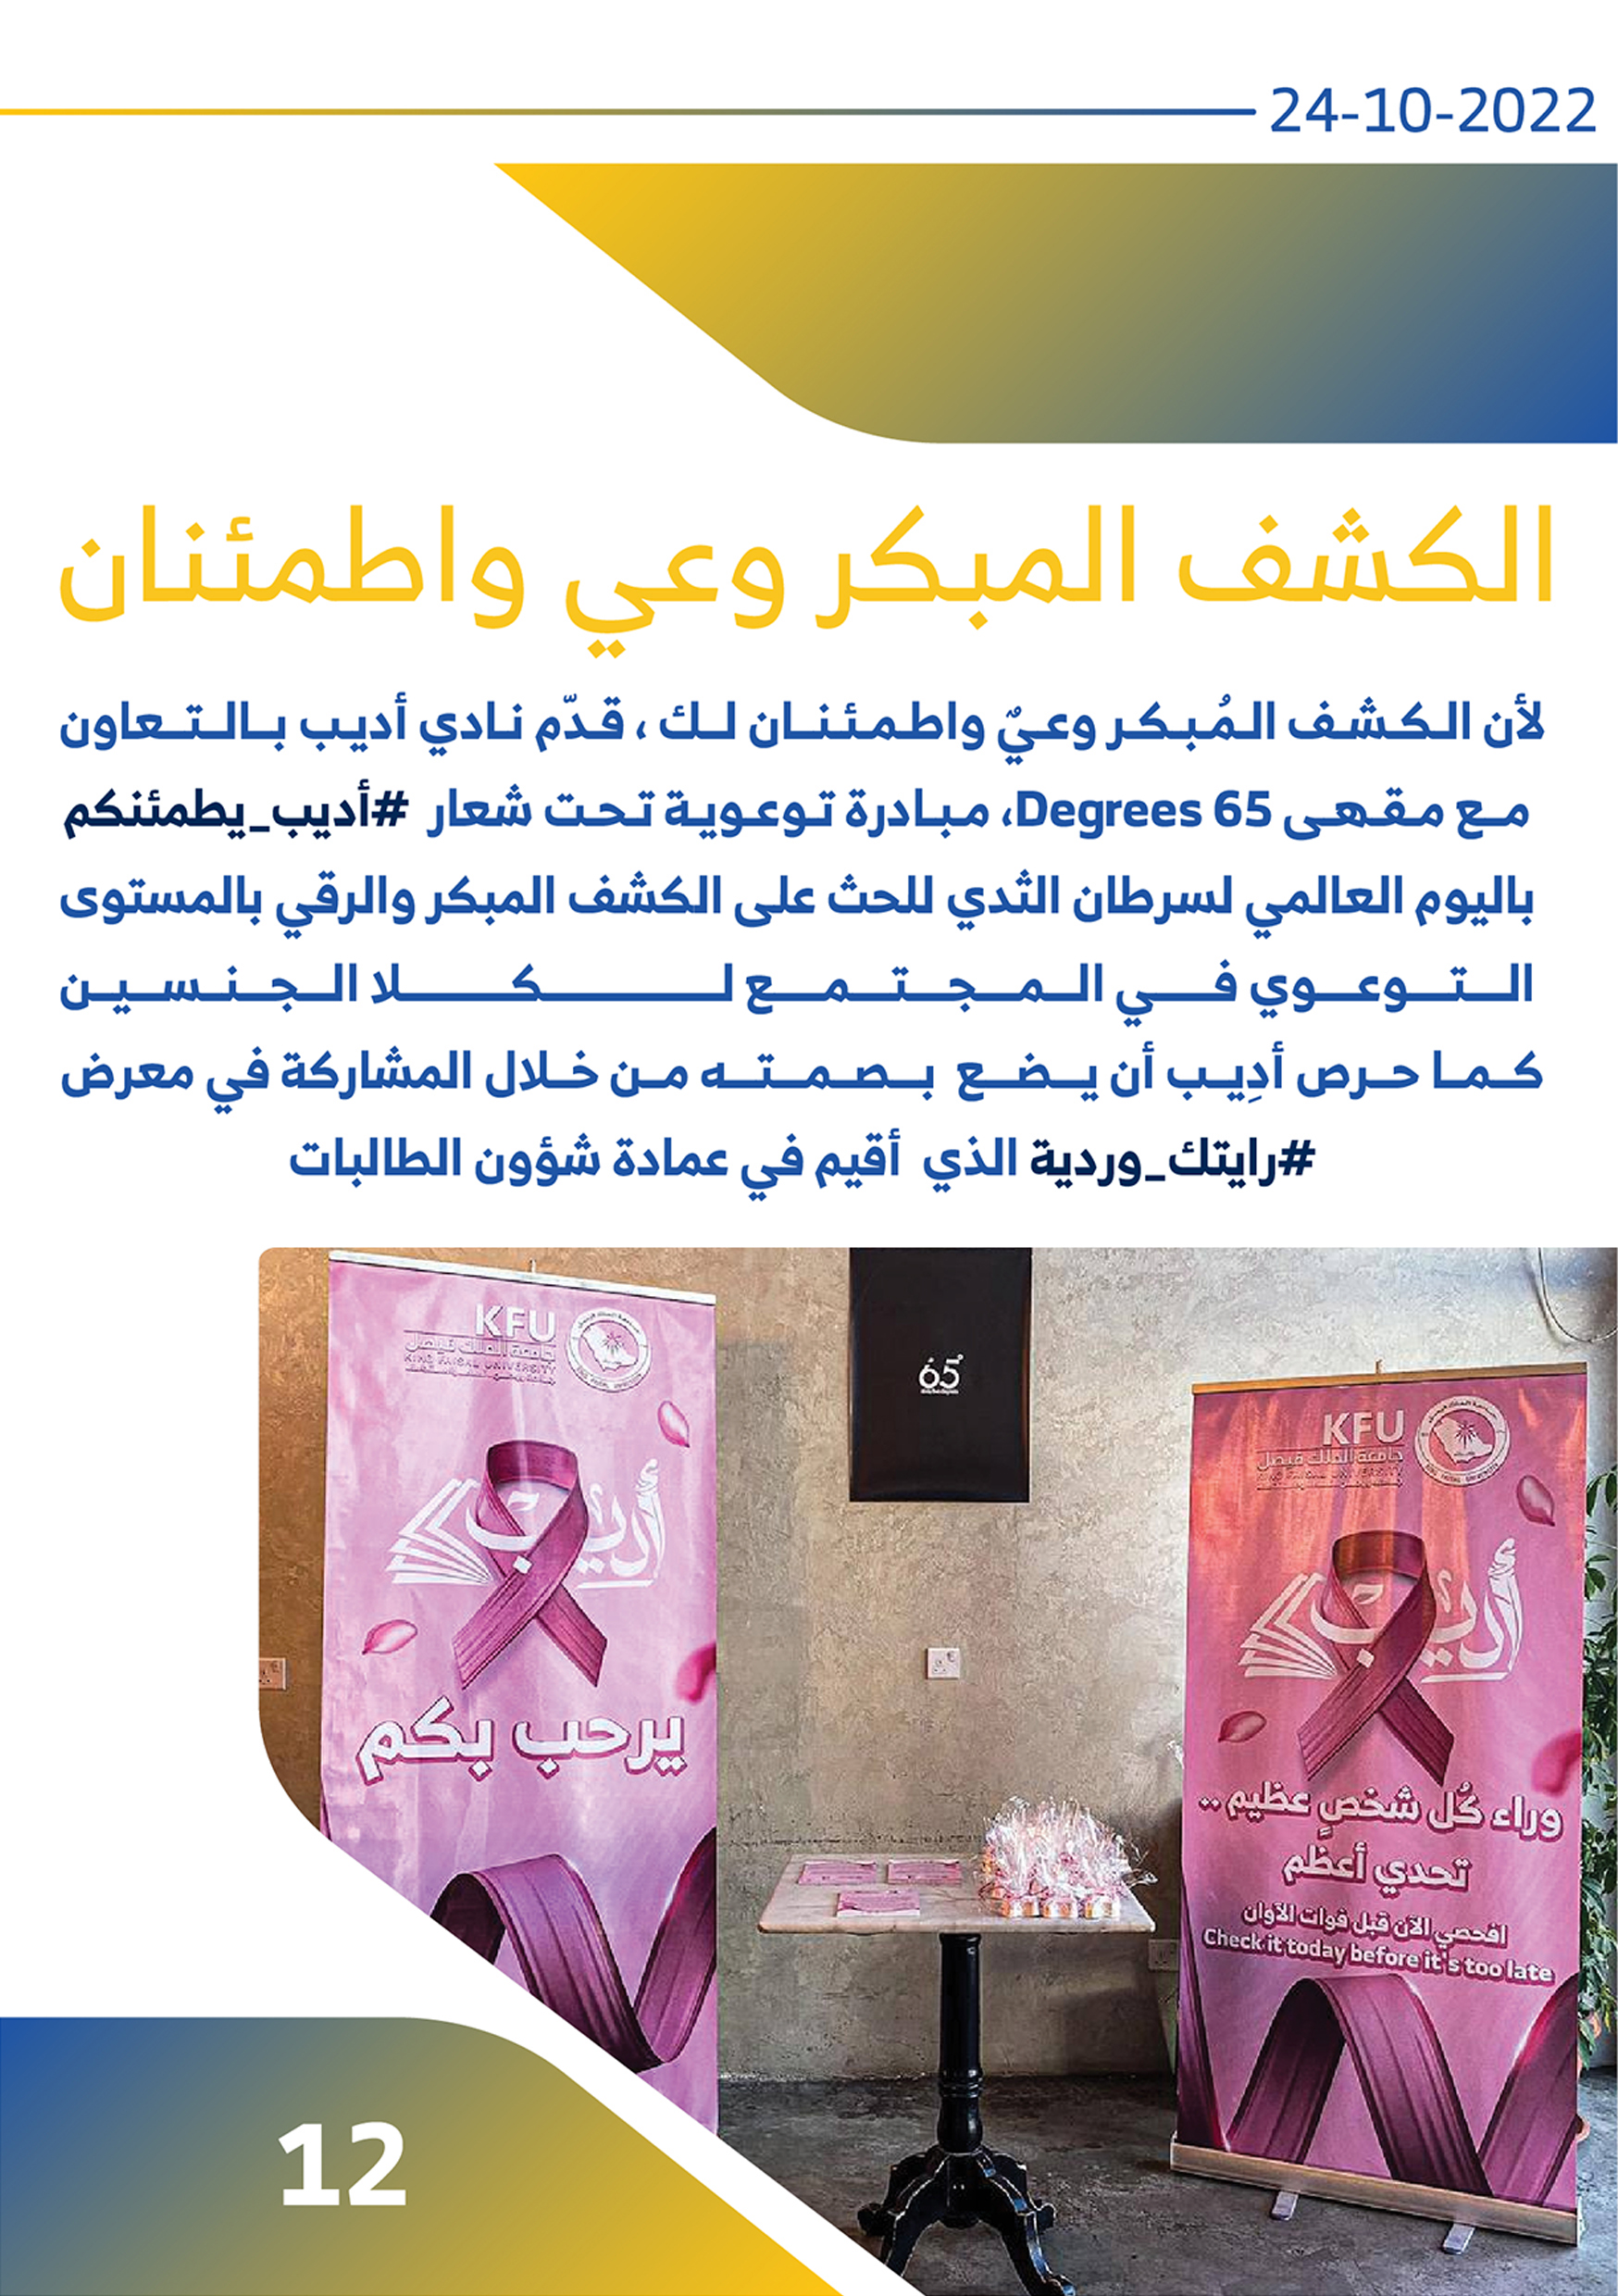 24-10-2022
الكشف المبكر وعي واطمئنان
لأن الكشف المُبكر وعيٌ واطمئنان لك ، قدّم نادي أديب بالتعاون
مع مقهى 65 Degrees، مبادرة توعوية تحت شعار #أديب_يطمئنكم
باليوم العالمي لسرطان الثدي للحث على الكشف المبكر والرقي بالمستوى
التوعوي في المجتمع لكلا الجنسين
كما حرص أدِيب أن يضع بصمته من خلال المشاركة في معرض
#رايتك_وردية الذي أقيم في عمادة شؤون الطالبات
KFU
جامعة الملك فيصل
KING FAISAL UNIVERSITY
أديب
يرحب بكم
65°
KFU
جامعة الملك فيصل
KING FAISAL UNIVERSITY
أديب
وراء كُل شخصٍ عظيم ..
تحدي أعظم
افحصي الآن قبل فوات الآوان
Check it today before it's too late
12